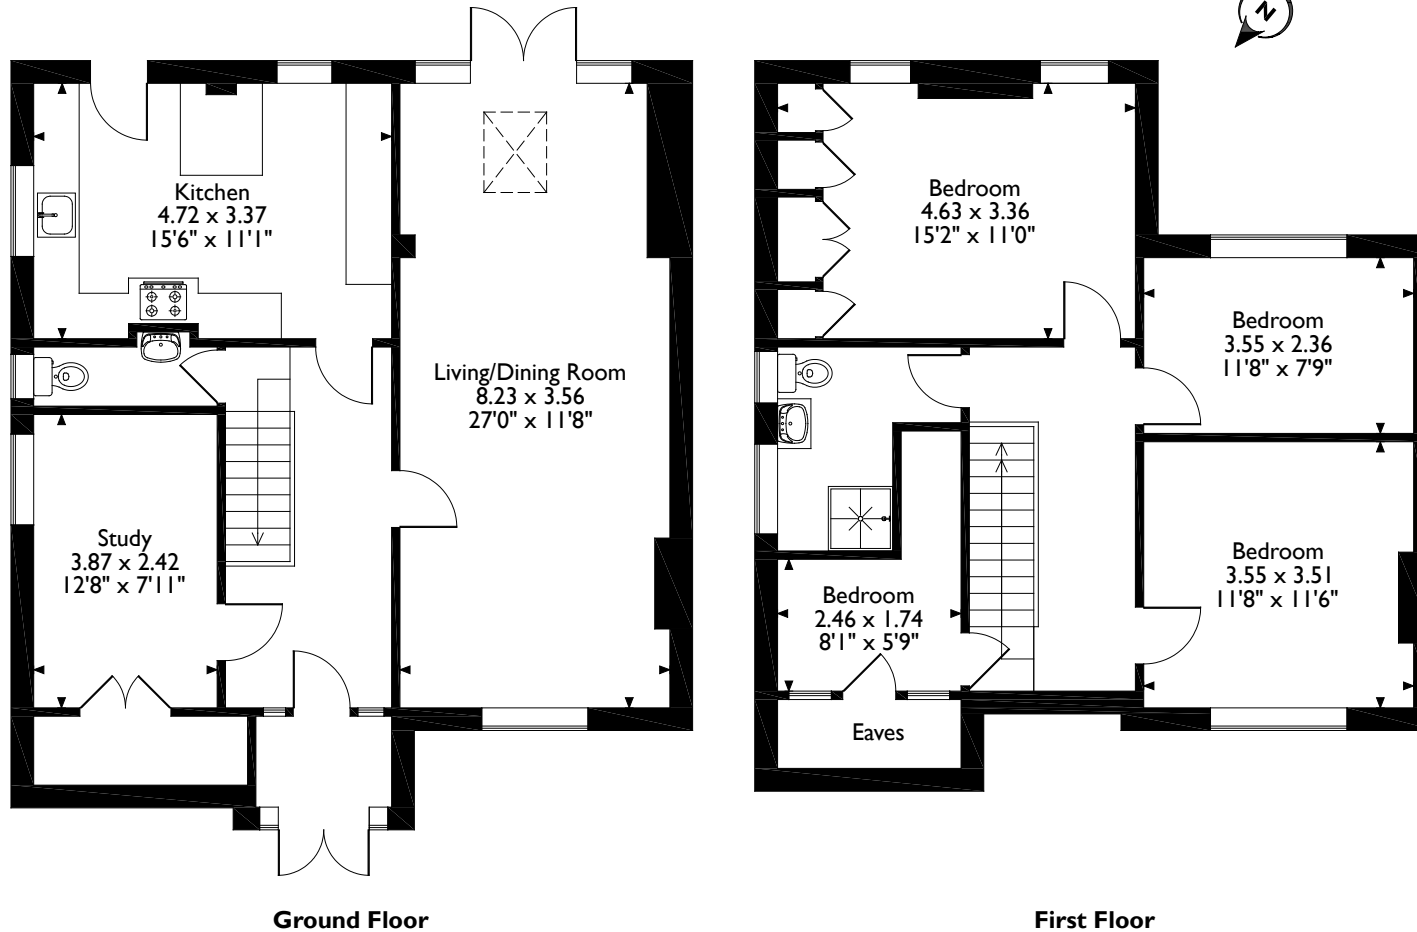 N
Kitchen
4.72 x 3.37
15'6" x 11'1"
Living/Dining Room
8.23 x 3.56
27'0" x 11'8"
Study
3.87 x 2.42
12'8" x 7'11"
Bedroom
4.63 x 3.36
15'2" x 11'0"
Bedroom
3.55 x 2.36
11'8" x 7'9"
Bedroom
3.55 x 3.51
11'8" x 11'6"
Bedroom
2.46 x 1.74
8'1" x 5'9"
Eaves
Ground Floor
First Floor